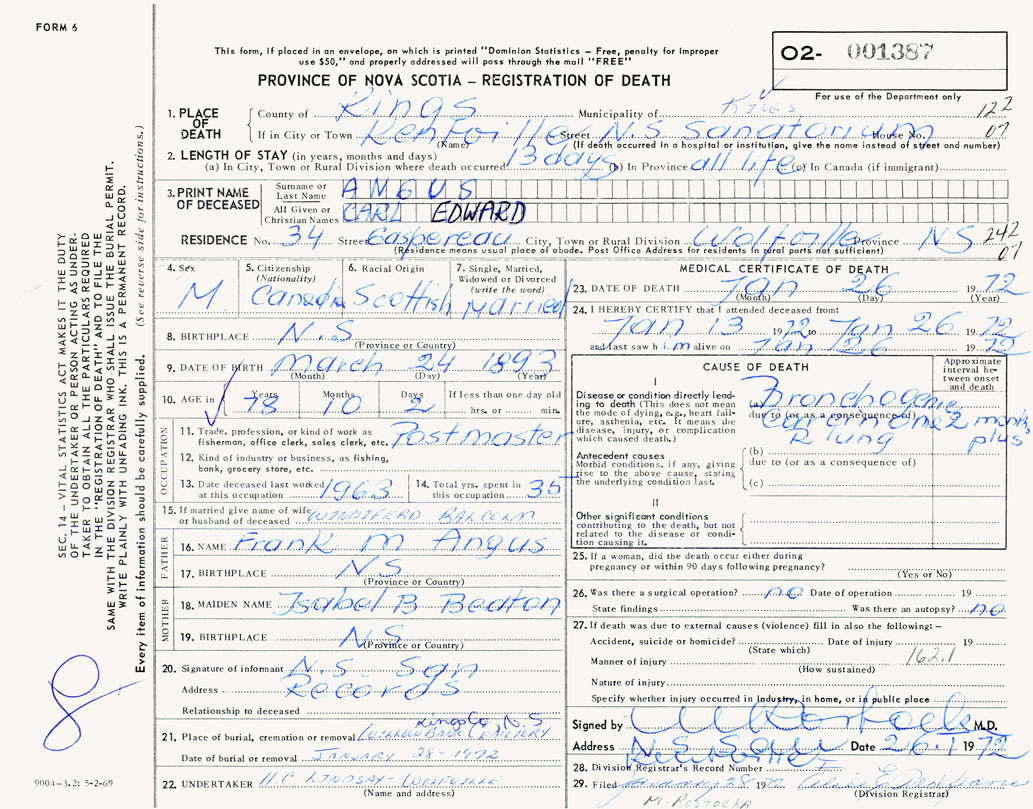 FORM 6
This form, if placed in an envelope, on which is printed "Dominion Statistics – Free, penalty for improper
use $50," and properly addressed will pass through the mail "FREE"
PROVINCE OF NOVA SCOTIA – REGISTRATION OF DEATH
O2- 001387
For use of the Department only
1. PLACE OF DEATH
County of Kings Municipality of Kings 122
If in City or Town Kentville Street N.S. Sanatorium House No. 07
(Name) (If death occurred in a hospital or institution, give the name instead of street and number)
2. LENGTH OF STAY (in years, months and days)
(a) In City, Town or Rural Division where death occurred 13 days (b) In Province all life (c) In Canada (if immigrant)
3. PRINT NAME OF DECEASED
Surname or Last Name ANGUS
All Given or Christian Names CARL EDWARD
RESIDENCE No. 34 Street Gaspereau City, Town or Rural Division Wolfville Province NS 242
(Residence means usual place of abode. Post Office Address for residents in rural parts not sufficient) 07
4. Sex M
5. Citizenship (Nationality) Canada
6. Racial Origin Scottish
7. Single, Married, Widowed or Divorced (write the word) Married
8. BIRTHPLACE N.S
(Province or Country)
9. DATE OF BIRTH March 24 1893
(Month) (Day) (Year)
10. AGE in Years 78 Months 10 Days 2 If less than one day old hrs. or min.
OCCUPATION
11. Trade, profession, or kind of work as
fisherman, office clerk, sales clerk, etc. Postmaster
12. Kind of industry or business, as fishing,
bank, grocery store, etc.
13. Date deceased last worked
at this occupation 1963
14. Total yrs. spent in
this occupation 35
15. If married give name of wife
or husband of deceased WINNIFERD BALCOLM
FATHER
16. NAME Frank M Angus
17. BIRTHPLACE NS
(Province or Country)
MOTHER
18. MAIDEN NAME Isabel B
19. BIRTHPLACE N.S
(Province or Country)
20. Signature of informant N.S. San
Address Records
Relationship to deceased
Kings Co, N.S
21. Place of burial, cremation or removal CEMETERY
Date of burial or removal JANUARY 28 - 1972
22. UNDERTAKER LINDSAY - WOLFVILLE
(Name and address)
MEDICAL CERTIFICATE OF DEATH
23. DATE OF DEATH Jan 26 1972
(Month) (Day) (Year)
24. I HEREBY CERTIFY that I attended deceased from:
Jan 13 1972 to Jan 26 1972
and last saw him alive on Jan 26 1972
CAUSE OF DEATH
Approximate interval between onset and death
I
Disease or condition directly leading to death (This does not mean
the mode of dying, e.g., heart failure, asthenia, etc. It means the
disease, injury, or complication
which caused death.)
(a) Bronchogenic
due to (or as a consequence of)
Carcinoma 2 months
R lung plus
Antecedent causes
Morbid conditions, if any, giving
rise to the above cause, stating
the underlying condition last.
(b)
due to (or as a consequence of)
(c)
II
Other significant conditions
contributing to the death, but not
related to the disease or condition causing it.
25. If a woman, did the death occur either during
pregnancy or within 90 days following pregnancy?
(Yes or No)
26. Was there a surgical operation? no Date of operation 19
State findings Was there an autopsy? no
27. If death was due to external causes (violence) fill in also the following: –
Accident, suicide or homicide? Date of injury 19
(State which) 162.1
Manner of injury
(How sustained)
Nature of injury
Specify whether injury occurred in industry, in home, or in public place
Signed by M.D.
Address N S San Date 26.1 1972
Kentville
28. Division Registrar's Record Number
29. Filed January 28 19
(Division Registrar)
SEC. 14 – VITAL STATISTICS ACT MAKES IT THE DUTY
OF THE UNDERTAKER OR PERSON ACTING AS UNDERTAKER TO OBTAIN ALL THE PARTICULARS REQUIRED
IN THE "REGISTRATION OF DEATH" AND TO FILE THE
SAME WITH THE DIVISION REGISTRAR WHO SHALL ISSUE THE BURIAL PERMIT.
WRITE PLAINLY WITH UNFADING INK. THIS IS A PERMANENT RECORD.
Every item of information should be carefully supplied. (See reverse side for instructions.)
9004-3.2: 5-2-69